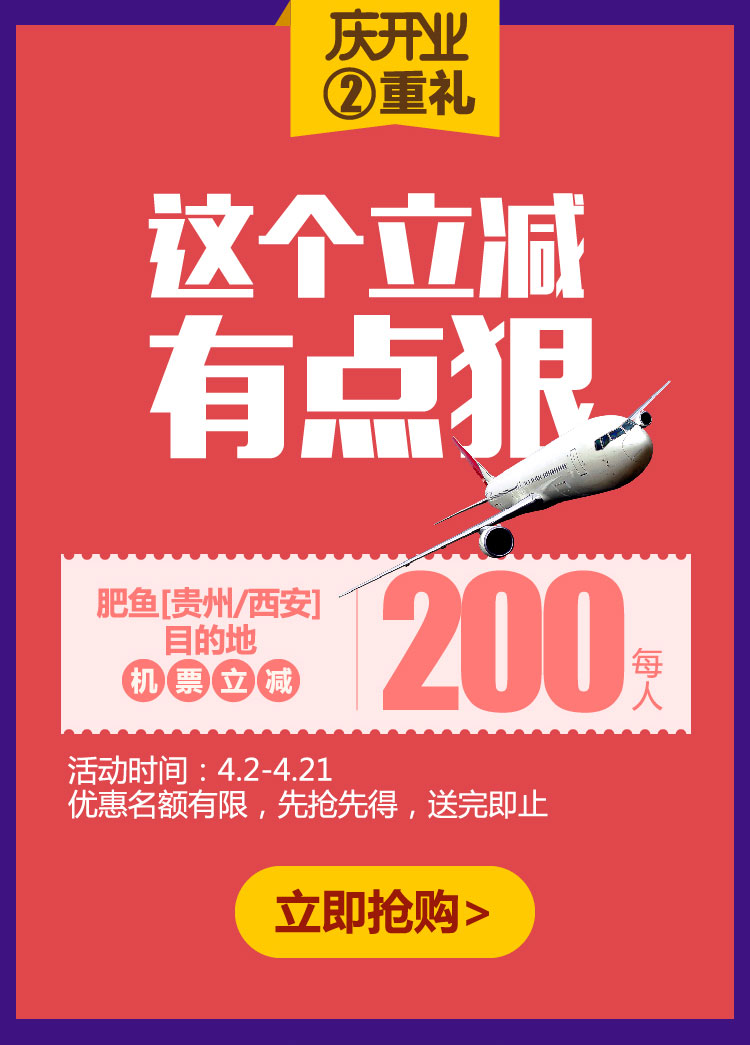 庆开业
②重礼
这个立减
有点狠
肥鱼[贵州/西安]
目的地
机票立减
200
每人
活动时间：4.2-4.21
优惠名额有限，先抢先得，送完即止
立即抢购>